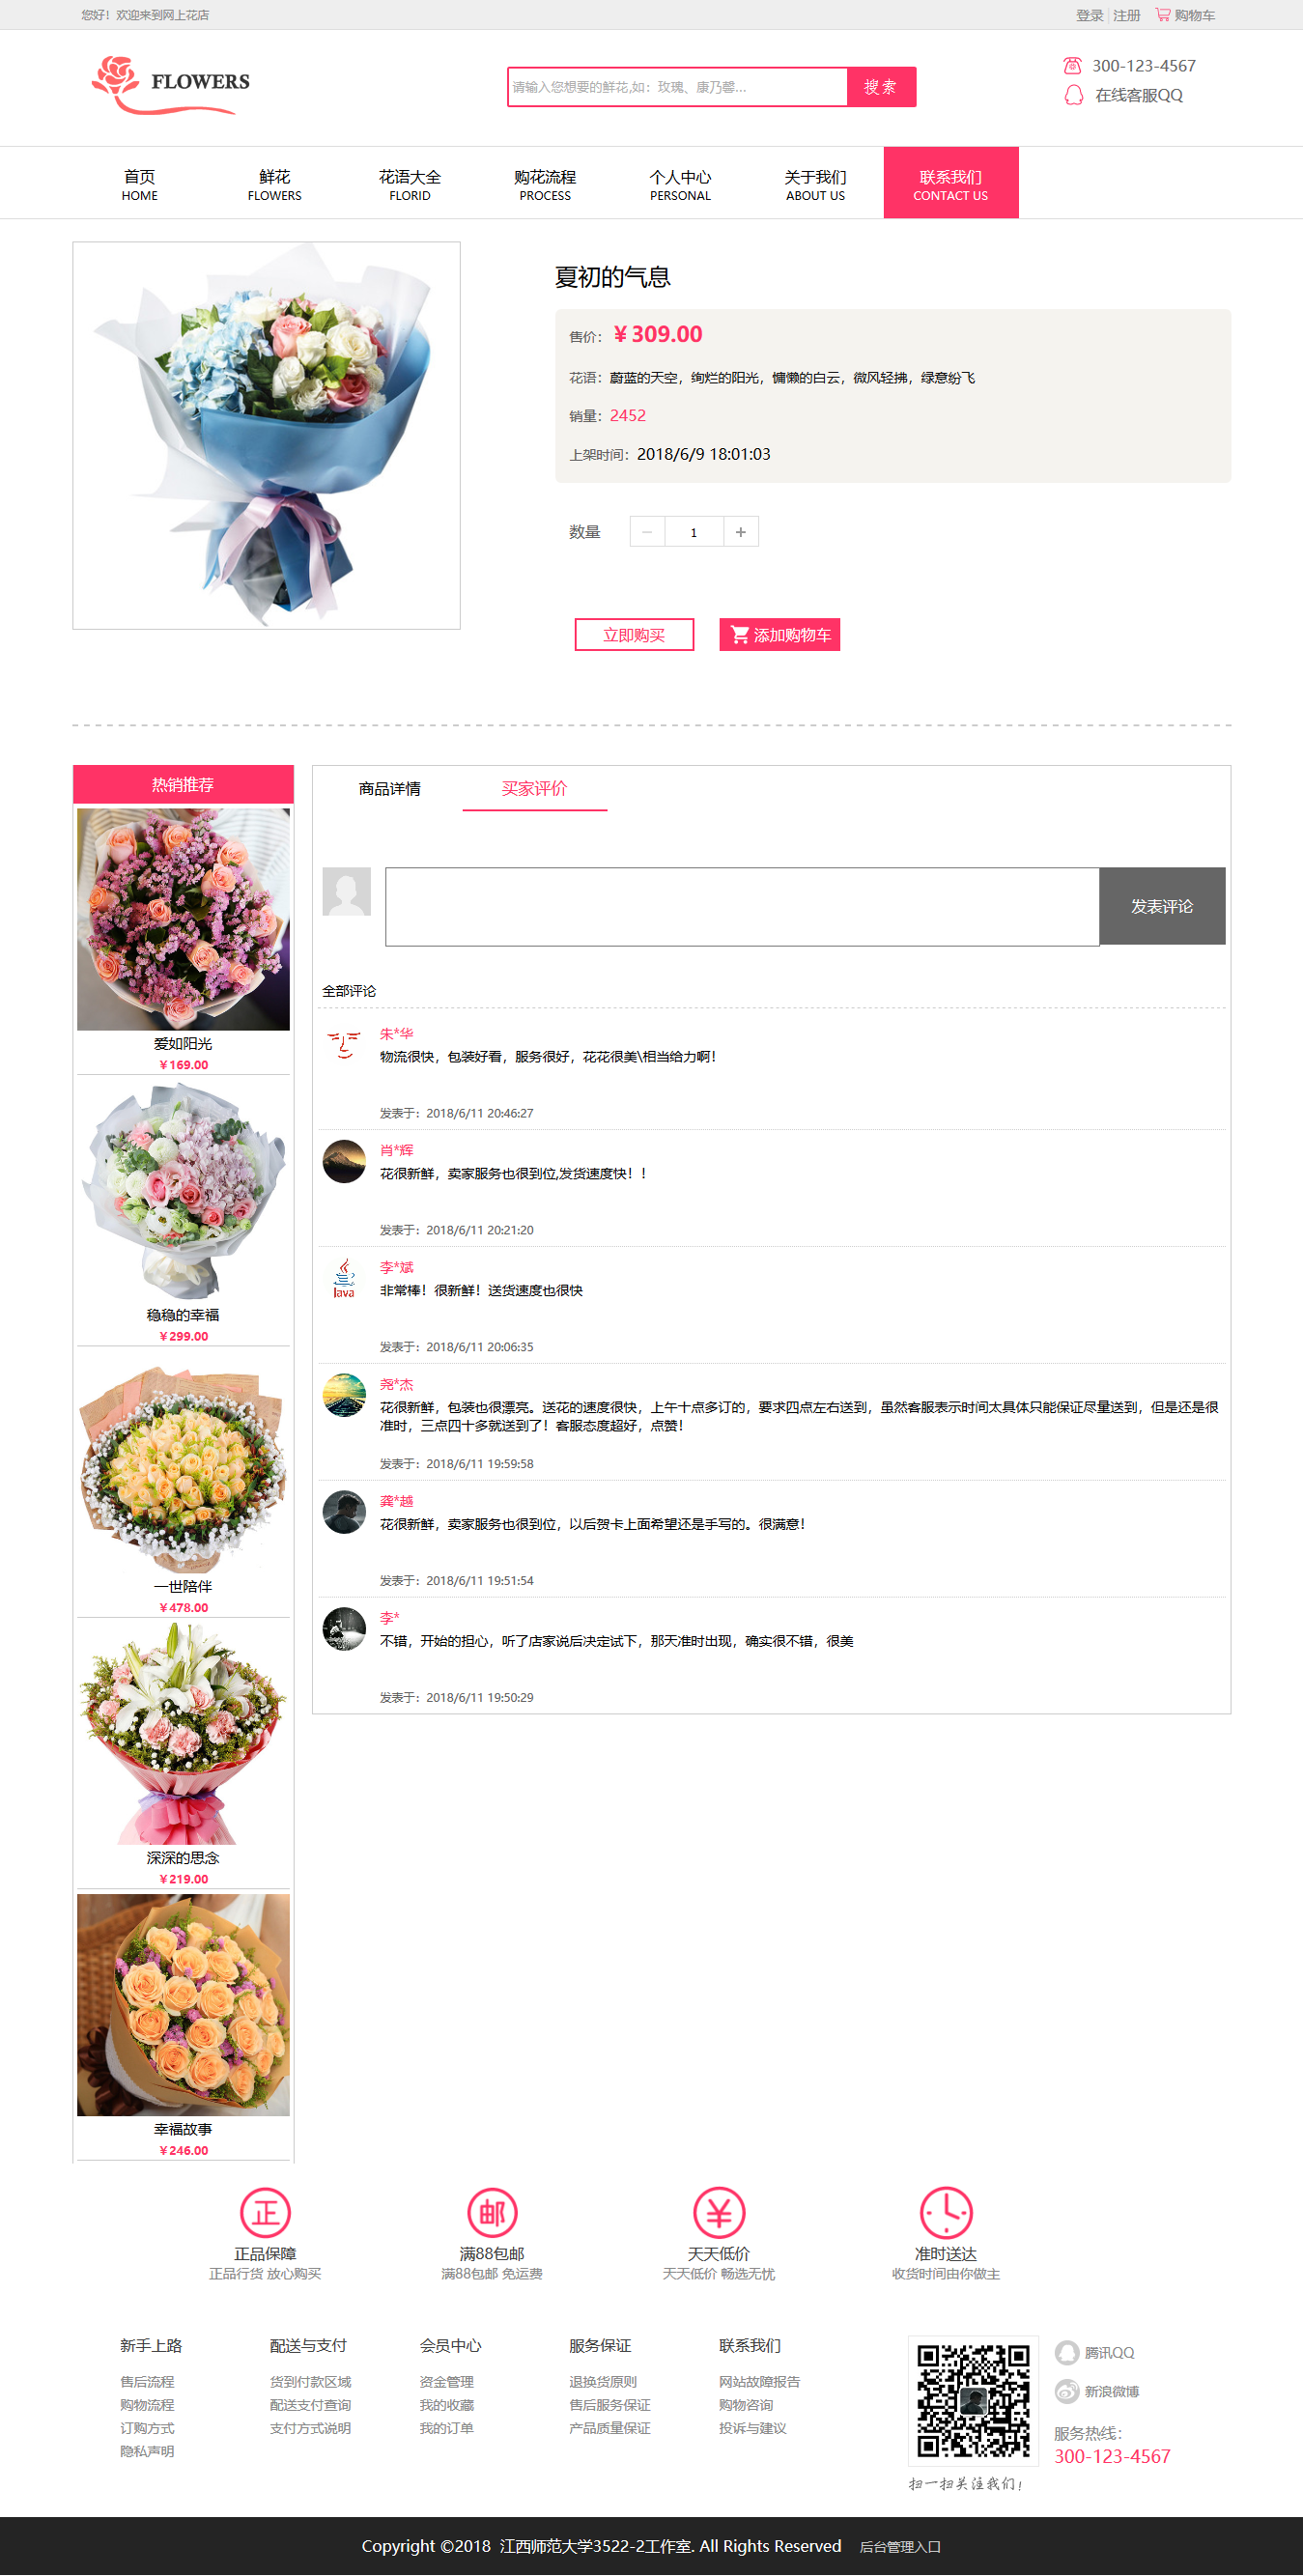 您好！欢迎来到网上花店
登录 | 注册 购物车
FLOWERS
请输入您想要的鲜花,如：玫瑰、康乃馨...
搜索
300-123-4567
在线客服QQ
首页 鲜花 花语大全 购花流程 个人中心 关于我们 联系我们
HOME FLOWERS FLORID PROCESS PERSONAL ABOUT US CONTACT US
夏初的气息
售价： ¥ 309.00
花语：蔚蓝的天空，绚烂的阳光，慵懒的白云，微风轻拂，绿意纷飞
销量：2452
上架时间：2018/6/9 18:01:03
数量 − 1 +
立即购买 添加购物车
热销推荐
爱如阳光
¥169.00
稳稳的幸福
¥299.00
一世陪伴
¥478.00
深深的思念
¥219.00
幸福故事
¥246.00
商品详情 买家评价
发表评论
全部评论
朱*华
物流很快，包装好看，服务很好，花花很美\相当给力啊！
发表于：2018/6/11 20:46:27
肖*辉
花很新鲜，卖家服务也很到位,发货速度快！！
发表于：2018/6/11 20:21:20
Java
李*斌
非常棒！很新鲜！送货速度也很快
发表于：2018/6/11 20:06:35
尧*杰
花很新鲜，包装也很漂亮。送花的速度很快，上午十点多订的，要求四点左右送到，虽然客服表示时间太具体只能保证尽量送到，但是还是很
准时，三点四十多就送到了！客服态度超好，点赞！
发表于：2018/6/11 19:59:58
龚*越
花很新鲜，卖家服务也很到位，以后贺卡上面希望还是手写的。很满意！
发表于：2018/6/11 19:51:54
李*
不错，开始的担心，听了店家说后决定试下，那天准时出现，确实很不错，很美
发表于：2018/6/11 19:50:29
正 邮 ¥
正品保障 满88包邮 天天低价 准时送达
正品行货 放心购买 满88包邮 免运费 天天低价 畅选无忧 收货时间由你做主
新手上路
售后流程
购物流程
订购方式
隐私声明
配送与支付
货到付款区域
配送支付查询
支付方式说明
会员中心
资金管理
我的收藏
我的订单
服务保证
退换货原则
售后服务保证
产品质量保证
联系我们
网站故障报告
购物咨询
投诉与建议
扫一扫关注我们！
腾讯QQ
新浪微博
服务热线：
300-123-4567
Copyright ©2018 江西师范大学3522-2工作室. All Rights Reserved 后台管理入口